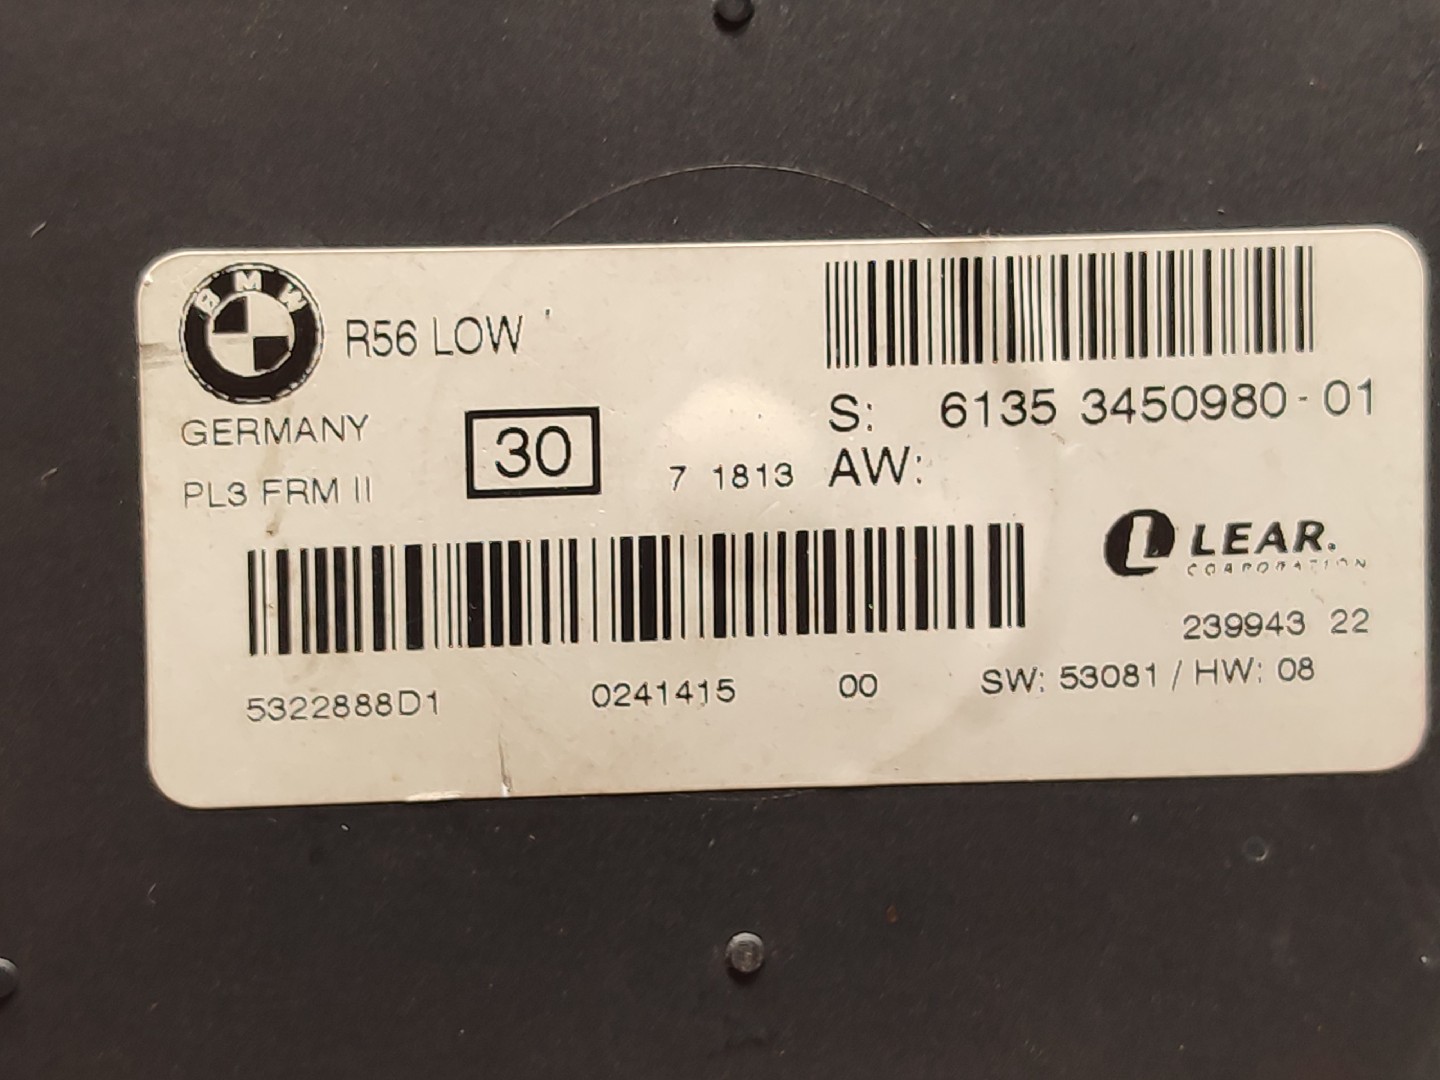 BMW
R56 LOW
S: 6135 3450980-01
GERMANY
30
7 1813
AW:
PL3 FRM II
LEAR.
CORPORATION
239943 22
5322888D1 0241415 00 SW: 53081 / HW: 08